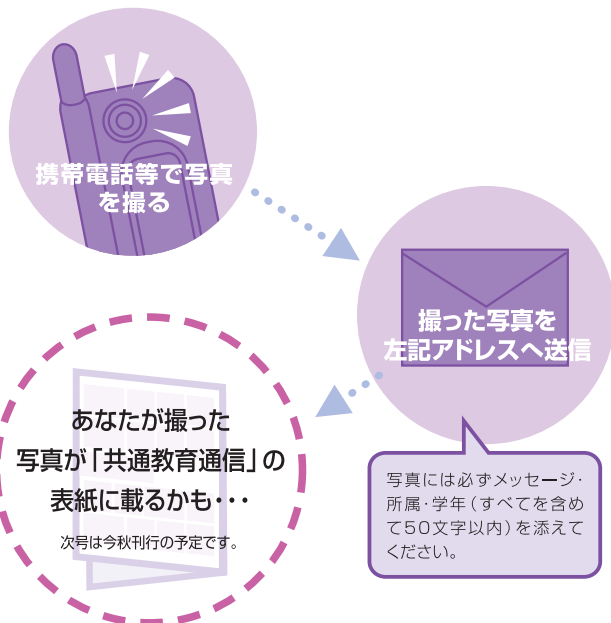 携帯電話等で写真
を撮る
撮った写真を
左記アドレスへ送信
写真には必ずメッセージ・
所属・学年（すべてを含め
て50文字以内）を添えて
ください。
あなたが撮った
写真が「共通教育通信」の
表紙に載るかも・・・
次号は今秋刊行の予定です。